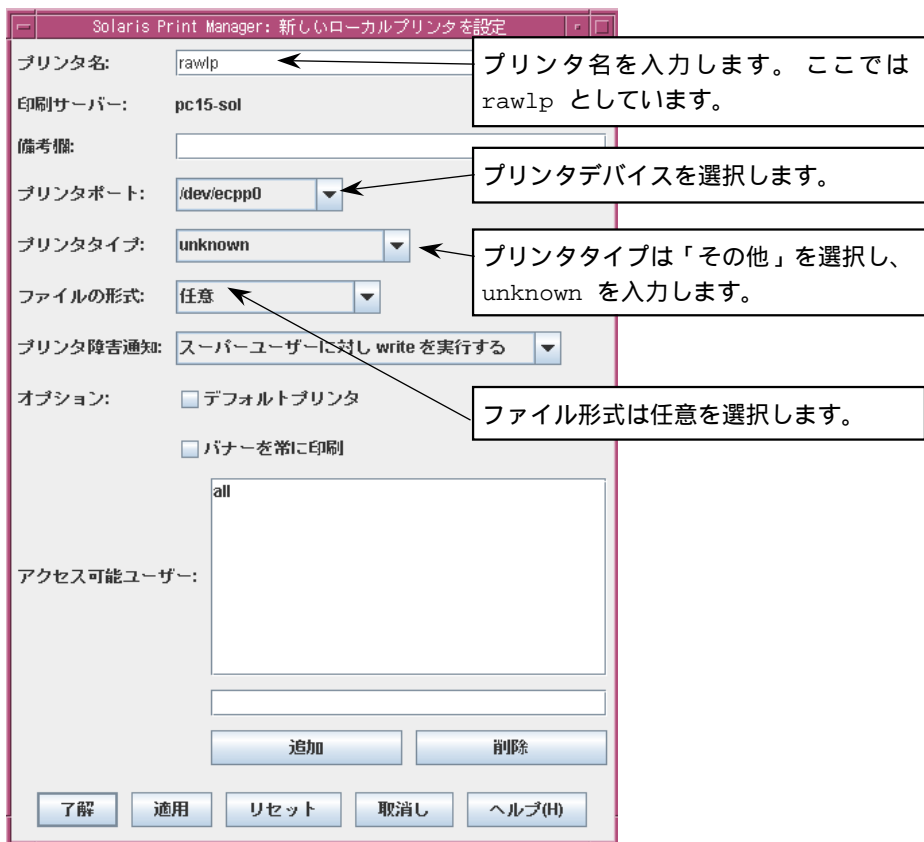 Solaris Print Manager: 新しいローカルプリンタを設定
プリンタ名: rawlp
プリンタ名を入力します。 ここでは
rawlp としています。
印刷サーバー: pc15-sol
備考欄:
プリンタポート: /dev/ecpp0
プリンタデバイスを選択します。
プリンタタイプ: unknown
プリンタタイプは「その他」を選択し、
unknown を入力します。
ファイルの形式: 任意
プリンタ障害通知: スーパーユーザーに対し write を実行する
オプション: デフォルトプリンタ
ファイル形式は任意を選択します。
バナーを常に印刷
all
アクセス可能ユーザー:
追加 削除
了解 適用 リセット 取消し ヘルプ(H)